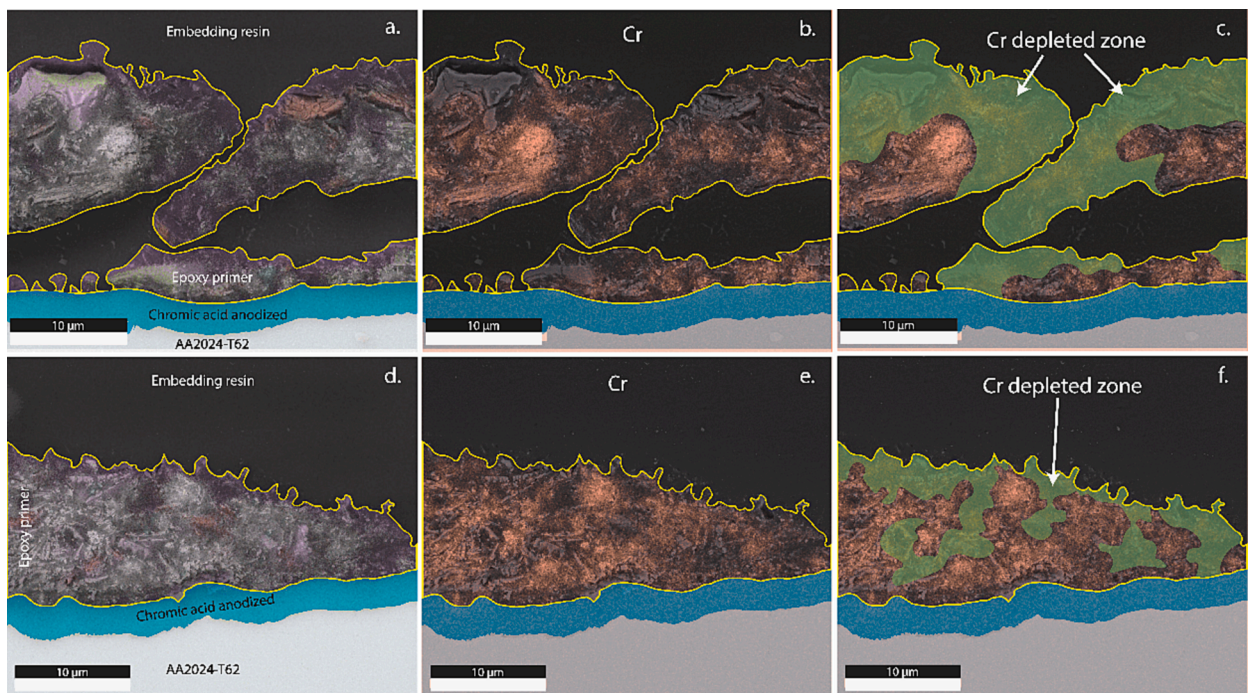 Embedding resin
a.
Epoxy primer
Chromic acid anodized
10 µm
AA2024-T62
Cr
b.
10 µm
Cr depleted zone
c.
10 µm
Embedding resin
d.
Epoxy primer
Chromic acid anodized
10 µm
AA2024-T62
Cr
e.
10 µm
Cr depleted zone
f.
10 µm